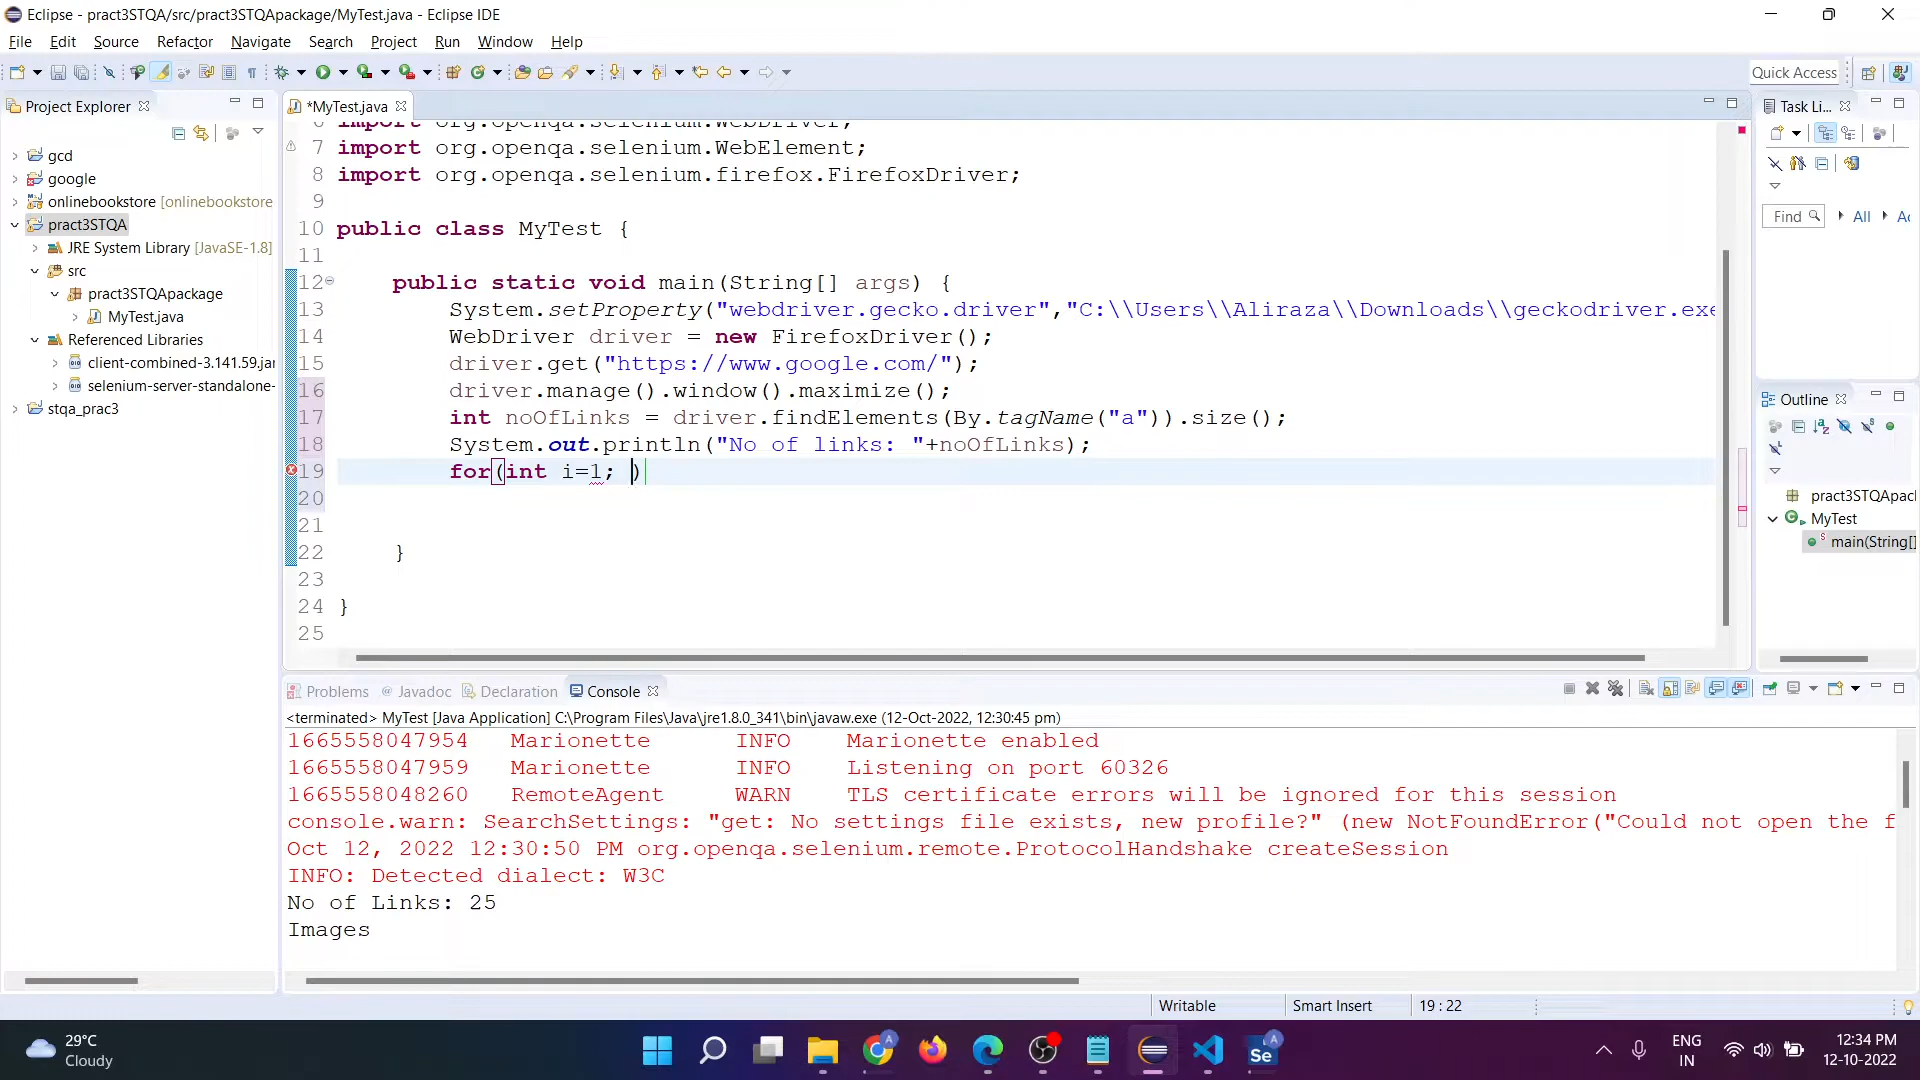 Eclipse - pract3STQA/src/pract3STQApackage/MyTest.java - Eclipse IDE
File Edit Source Refactor Navigate Search Project Run Window Help
Quick Access
Project Explorer
*MyTest.java
Task Li...
gcd
google
onlinebookstore [onlinebookstore
pract3STQA
JRE System Library [JavaSE-1.8]
src
pract3STQApackage
MyTest.java
Referenced Libraries
client-combined-3.141.59.jar
selenium-server-standalone-
stqa_prac3
6 import org.openqa.selenium.WebDriver;
7 import org.openqa.selenium.WebElement;
8 import org.openqa.selenium.firefox.FirefoxDriver;
9
10 public class MyTest {
11
12 public static void main(String[] args) {
13 System.setProperty("webdriver.gecko.driver","C:\\Users\\Aliraza\\Downloads\\geckodriver.exe
14 WebDriver driver = new FirefoxDriver();
15 driver.get("https://www.google.com/");
16 driver.manage().window().maximize();
17 int noOfLinks = driver.findElements(By.tagName("a")).size();
18 System.out.println("No of links: "+noOfLinks);
19 for(int i=1; )
20
21
22 }
23
24 }
25
Find All Ac
Outline
pract3STQApacl
MyTest
main(String[]
Problems @ Javadoc Declaration Console
<terminated> MyTest [Java Application] C:\Program Files\Java\jre1.8.0_341\bin\javaw.exe (12-Oct-2022, 12:30:45 pm)
1665558047954 Marionette INFO Marionette enabled
1665558047959 Marionette INFO Listening on port 60326
1665558048260 RemoteAgent WARN TLS certificate errors will be ignored for this session
console.warn: SearchSettings: "get: No settings file exists, new profile?" (new NotFoundError("Could not open the f
Oct 12, 2022 12:30:50 PM org.openqa.selenium.remote.ProtocolHandshake createSession
INFO: Detected dialect: W3C
No of Links: 25
Images
Writable Smart Insert 19 : 22
29°C
Cloudy
Se
ENG
IN
12:34 PM
12-10-2022